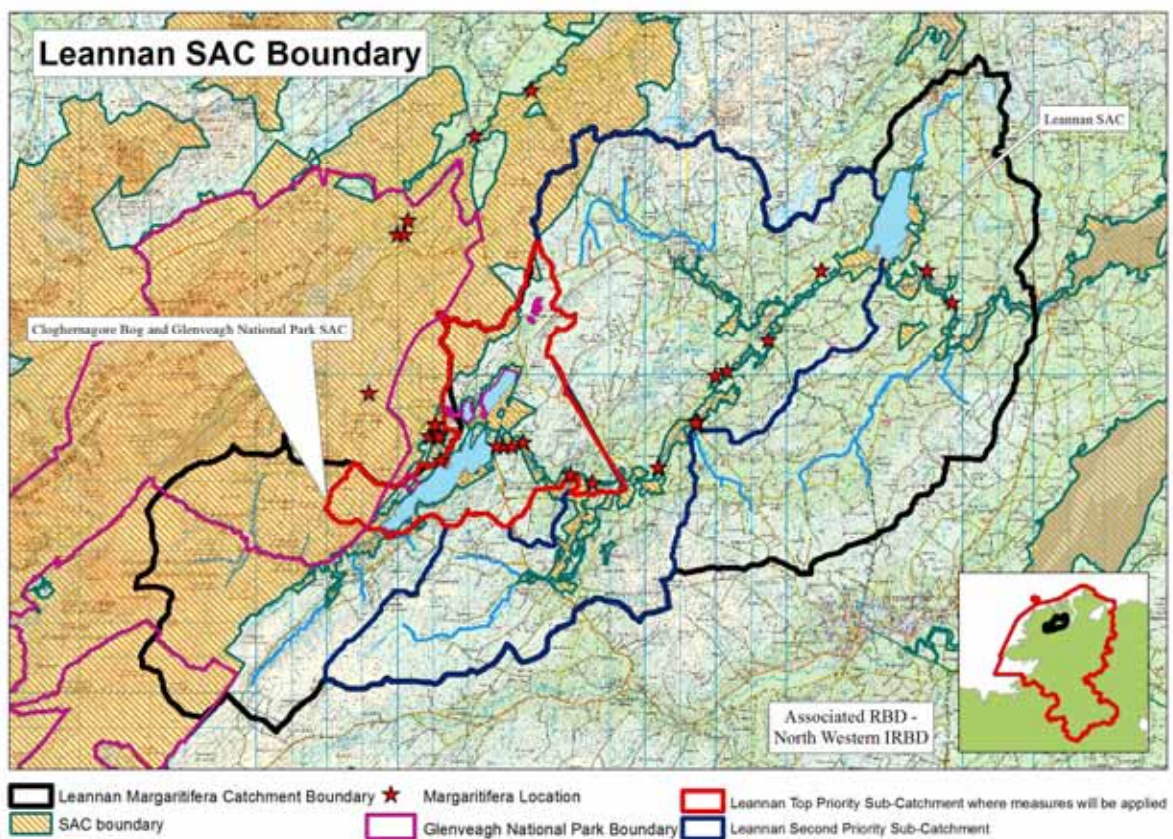 Leannan SAC Boundary
Leannan SAC
Cloghernagore Bog and Glenveagh National Park SAC
Associated RBD -
North Western IRBD
Leannan Margaritifera Catchment Boundary
Margaritifera Location
Leannan Top Priority Sub-Catchment where measures will be applied
SAC boundary
Glenveagh National Park Boundary
Leannan Second Priority Sub-Catchment